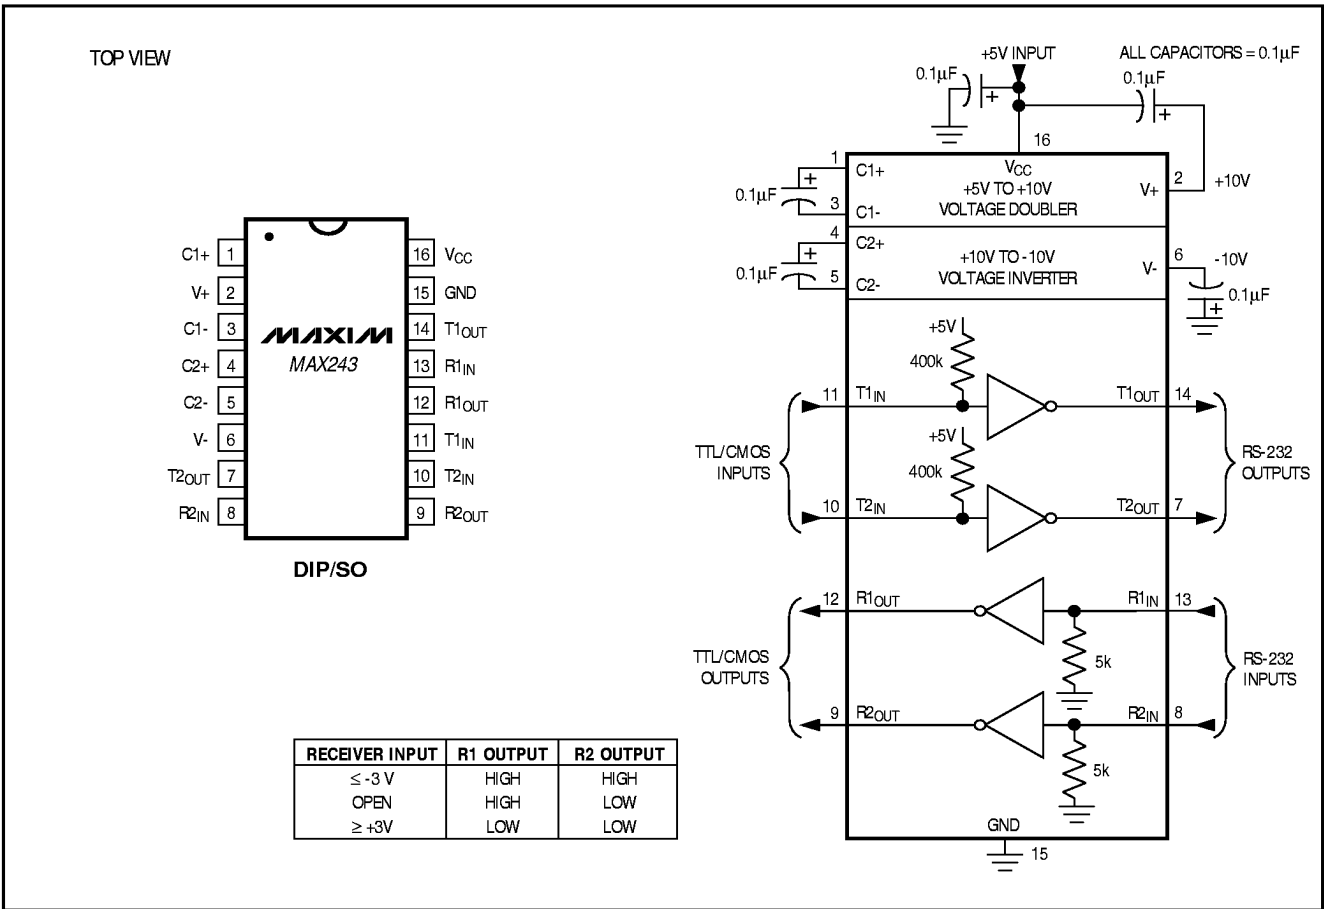 TOP VIEW
C1+ 1
V+ 2
C1- 3
C2+ 4
C2- 5
V- 6
T2OUT 7
R2IN 8
16 VCC
15 GND
14 T1OUT
13 R1IN
12 R1OUT
11 T1IN
10 T2IN
9 R2OUT
MAXIM
MAX243
DIP/SO
RECEIVER INPUT R1 OUTPUT R2 OUTPUT
≤ -3 V HIGH HIGH
OPEN HIGH LOW
≥ +3V LOW LOW
+5V INPUT
ALL CAPACITORS = 0.1µF
0.1µF
+
0.1µF
+
16
VCC
1
C1+
+
0.1µF
3
C1-
+5V TO +10V
VOLTAGE DOUBLER
V+
2
+10V
4
C2+
+
0.1µF
5
C2-
+10V TO -10V
VOLTAGE INVERTER
V-
6
-10V
0.1µF
+
+5V
400k
11 T1IN
T1OUT 14
+5V
400k
TTL/CMOS
INPUTS
RS-232
OUTPUTS
10 T2IN
T2OUT 7
12 R1OUT
R1IN 13
5k
TTL/CMOS
OUTPUTS
RS-232
INPUTS
9 R2OUT
R2IN 8
5k
GND
15